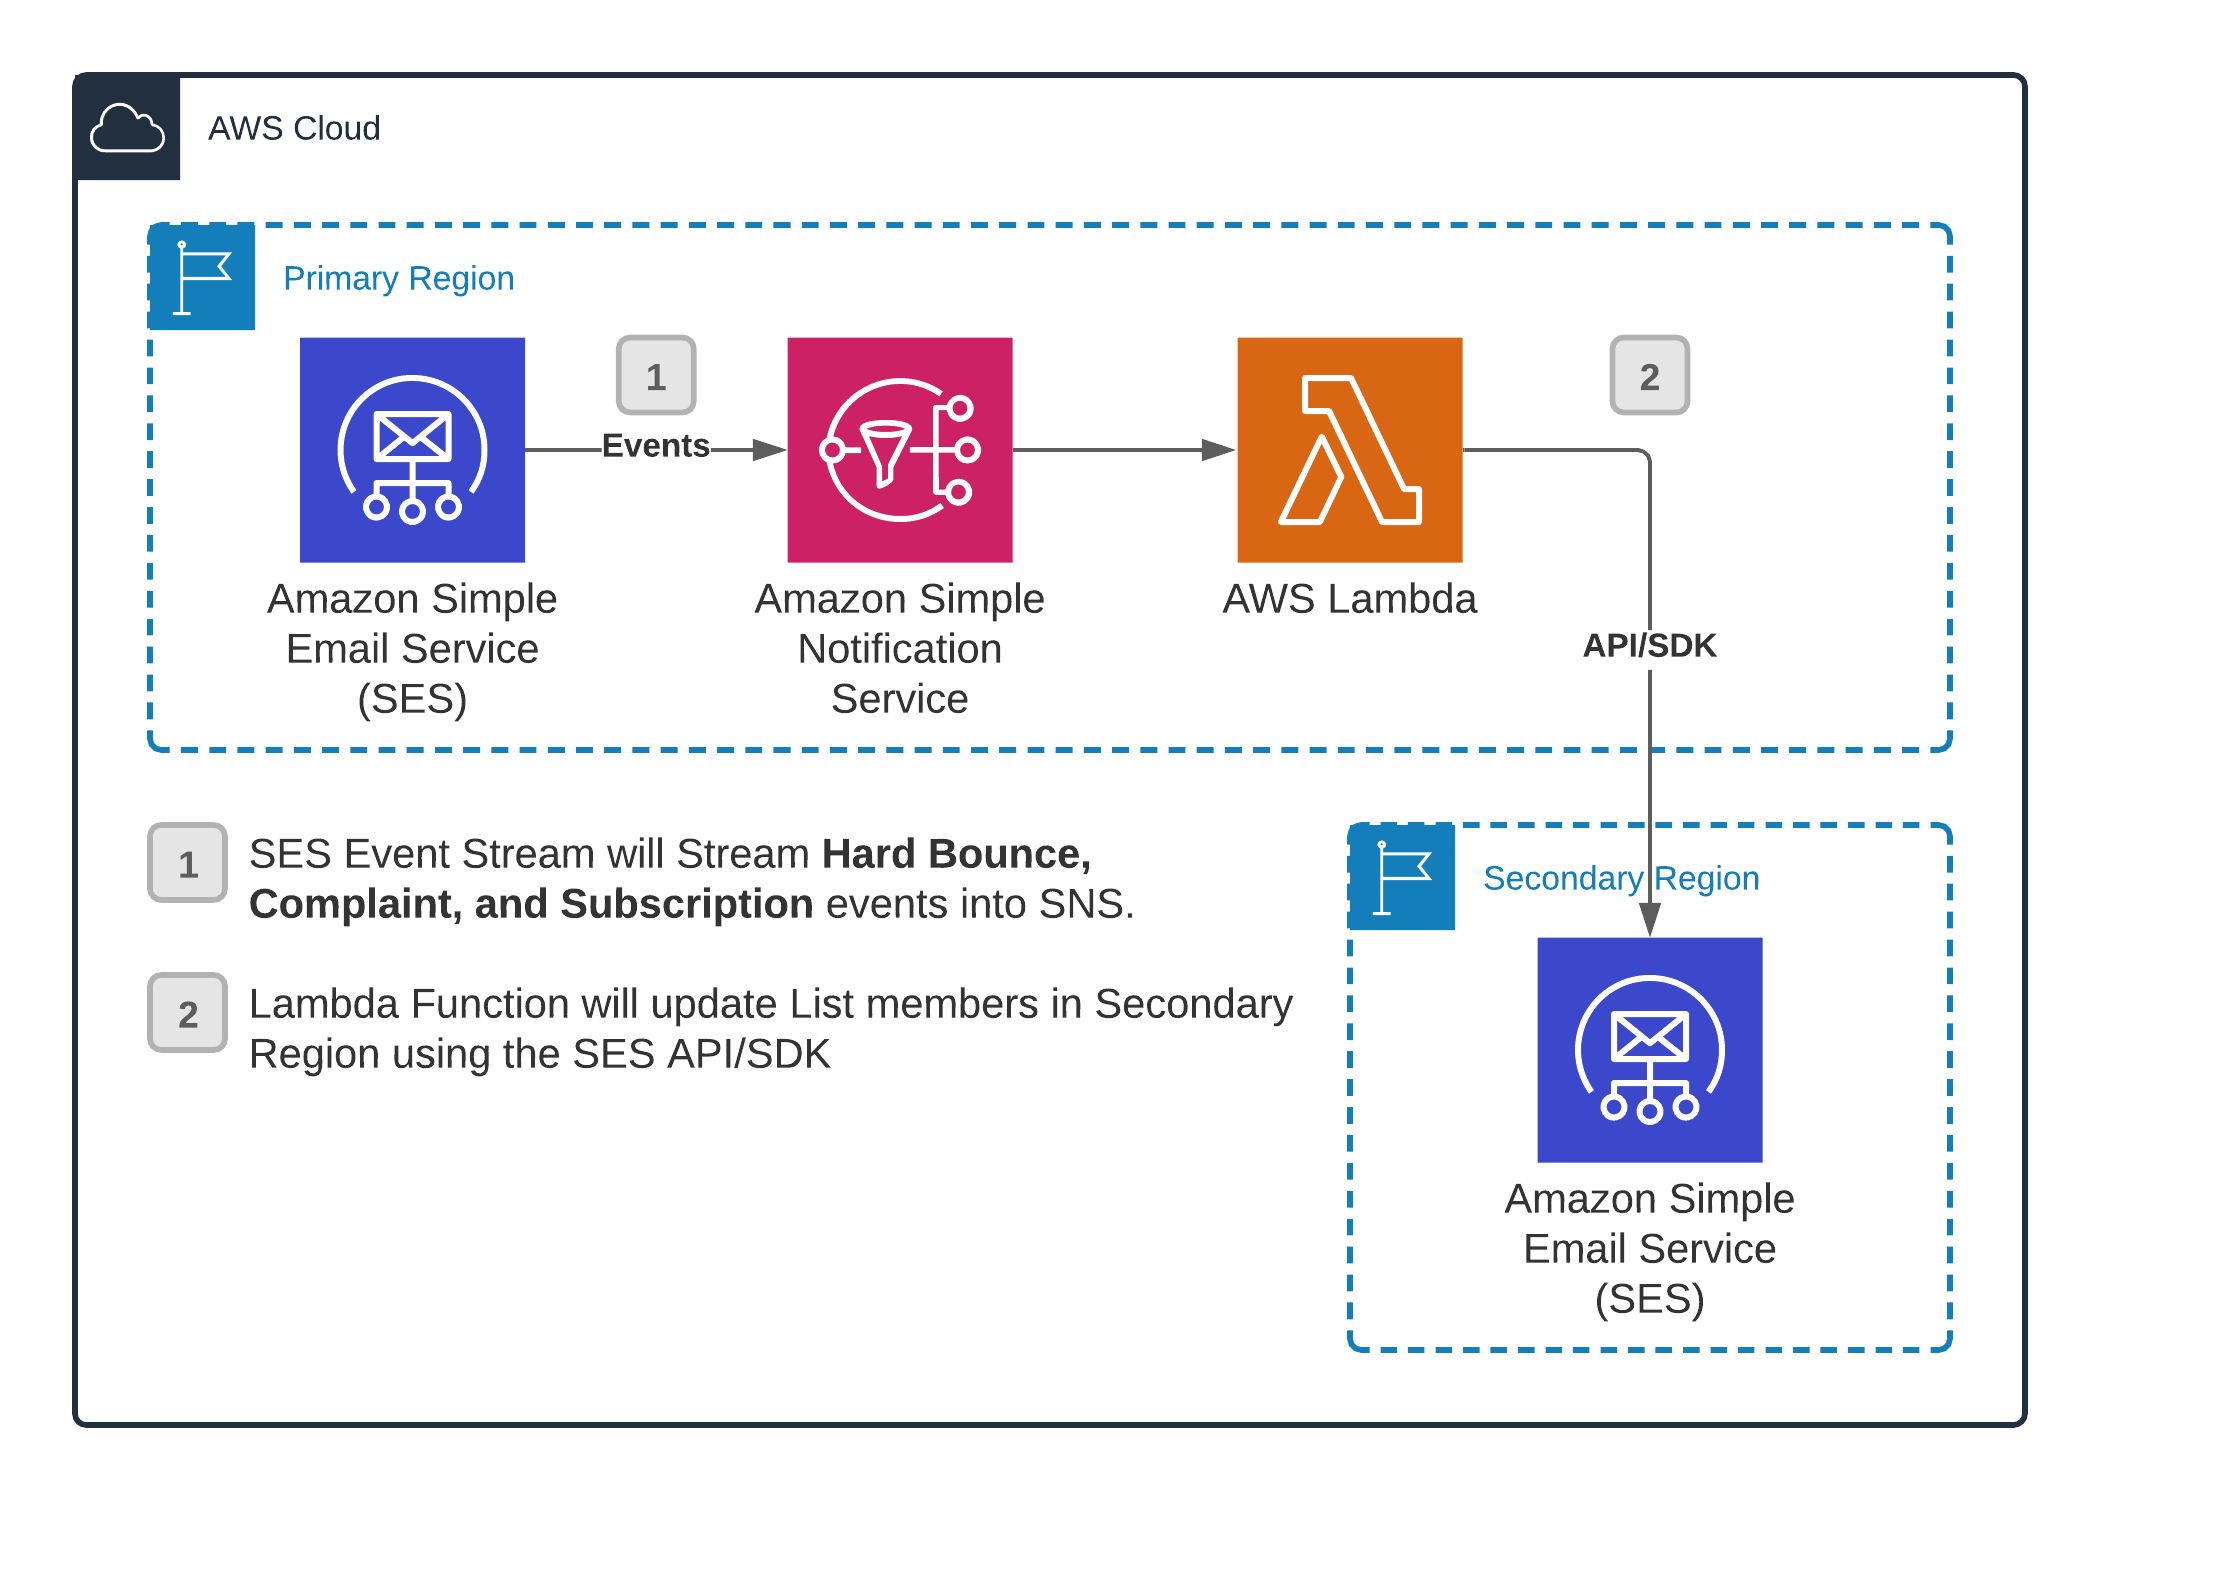 AWS Cloud
Primary Region
1
2
Events
Amazon Simple
Email Service
(SES)
Amazon Simple
Notification
Service
AWS Lambda
API/SDK
1
SES Event Stream will Stream Hard Bounce,
Complaint, and Subscription events into SNS.
2
Lambda Function will update List members in Secondary
Region using the SES API/SDK
Secondary Region
Amazon Simple
Email Service
(SES)